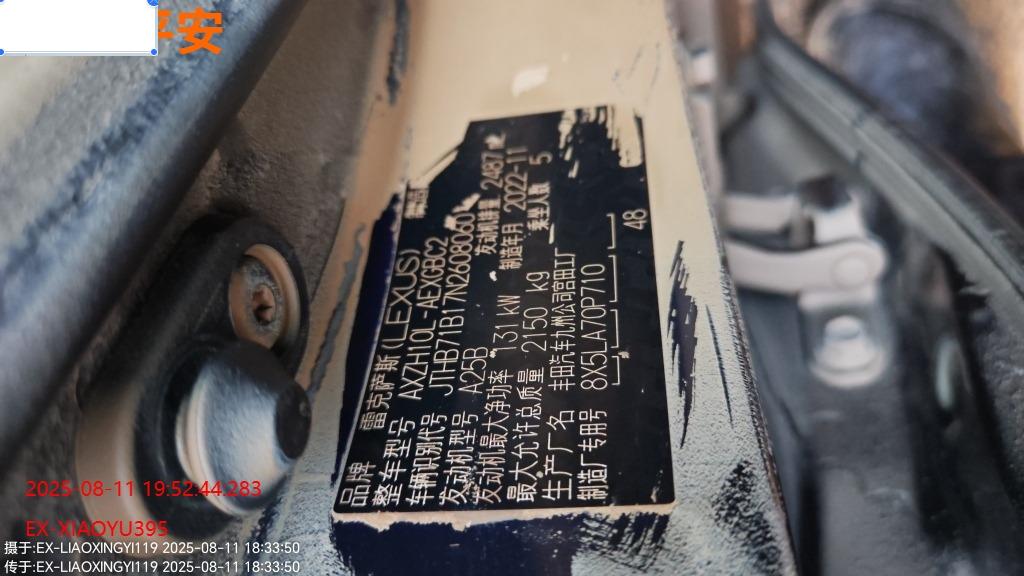 平安
品牌 雷克萨斯 (LEXUS)
整车型号 AXZH10L-AEXGBC2
车辆识别代号 JTHB71B17N2608060
发动机型号 A25B 发动机排量 2487
发动机最大净功率 131 kW 制造年月 2022-11
最大允许总质量 2150 kg 乘坐人数 5
生产厂名 丰田汽车九州公司宫田工厂
制造厂专用号 8X5LA70P710
48
2025-08-11 19:52:44.283
EX-XIAOYU395
摄于:EX-LIAOXINGYI119 2025-08-11 18:33:50
传于:EX-LIAOXINGYI119 2025-08-11 18:33:50